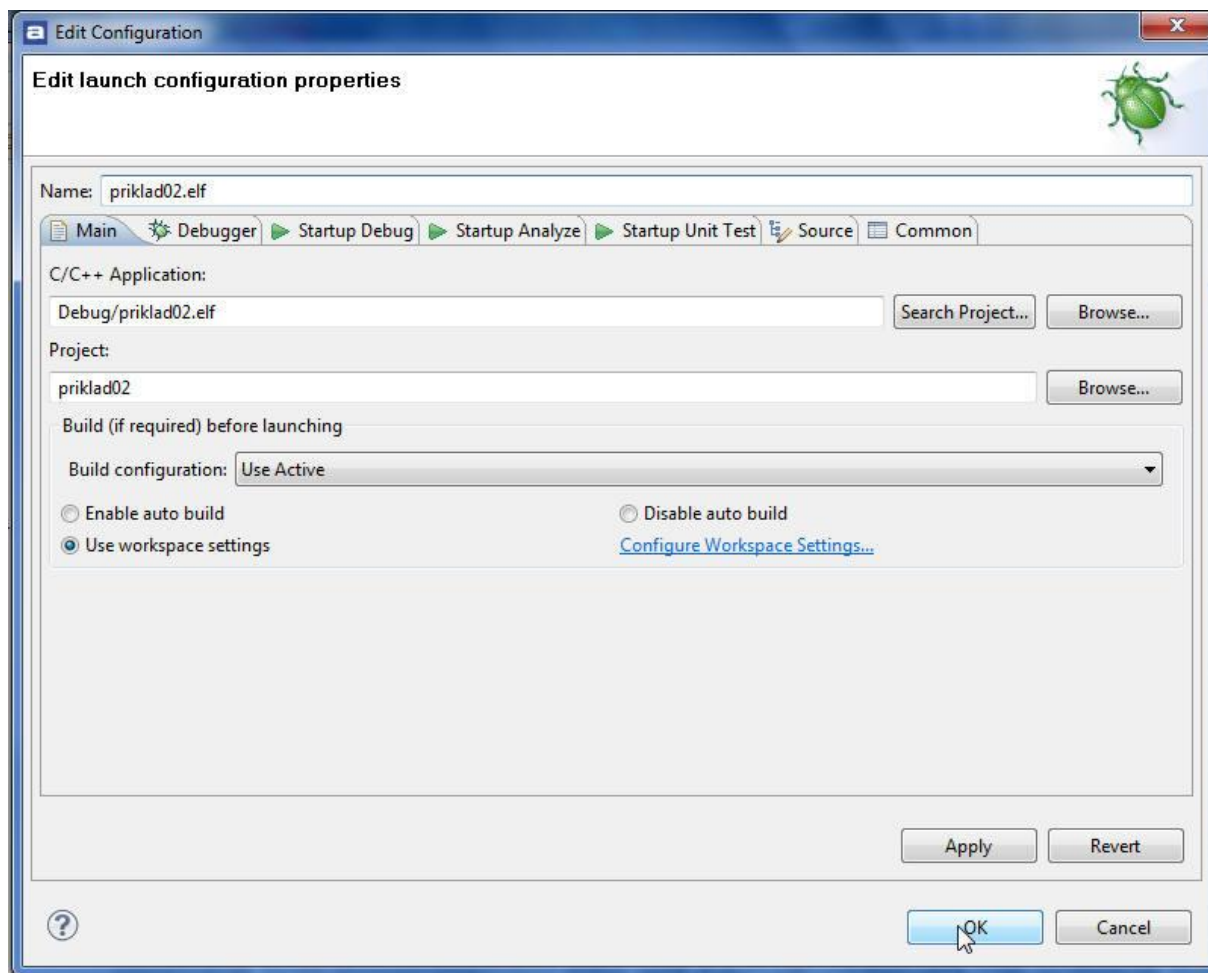 a Edit Configuration x
Edit launch configuration properties
Name: priklad02.elf
Main Debugger Startup Debug Startup Analyze Startup Unit Test Source Common
C/C++ Application:
Debug/priklad02.elf Search Project... Browse...
Project:
priklad02 Browse...
Build (if required) before launching
Build configuration: Use Active
Enable auto build Disable auto build
Use workspace settings Configure Workspace Settings...
Apply Revert
? OK Cancel